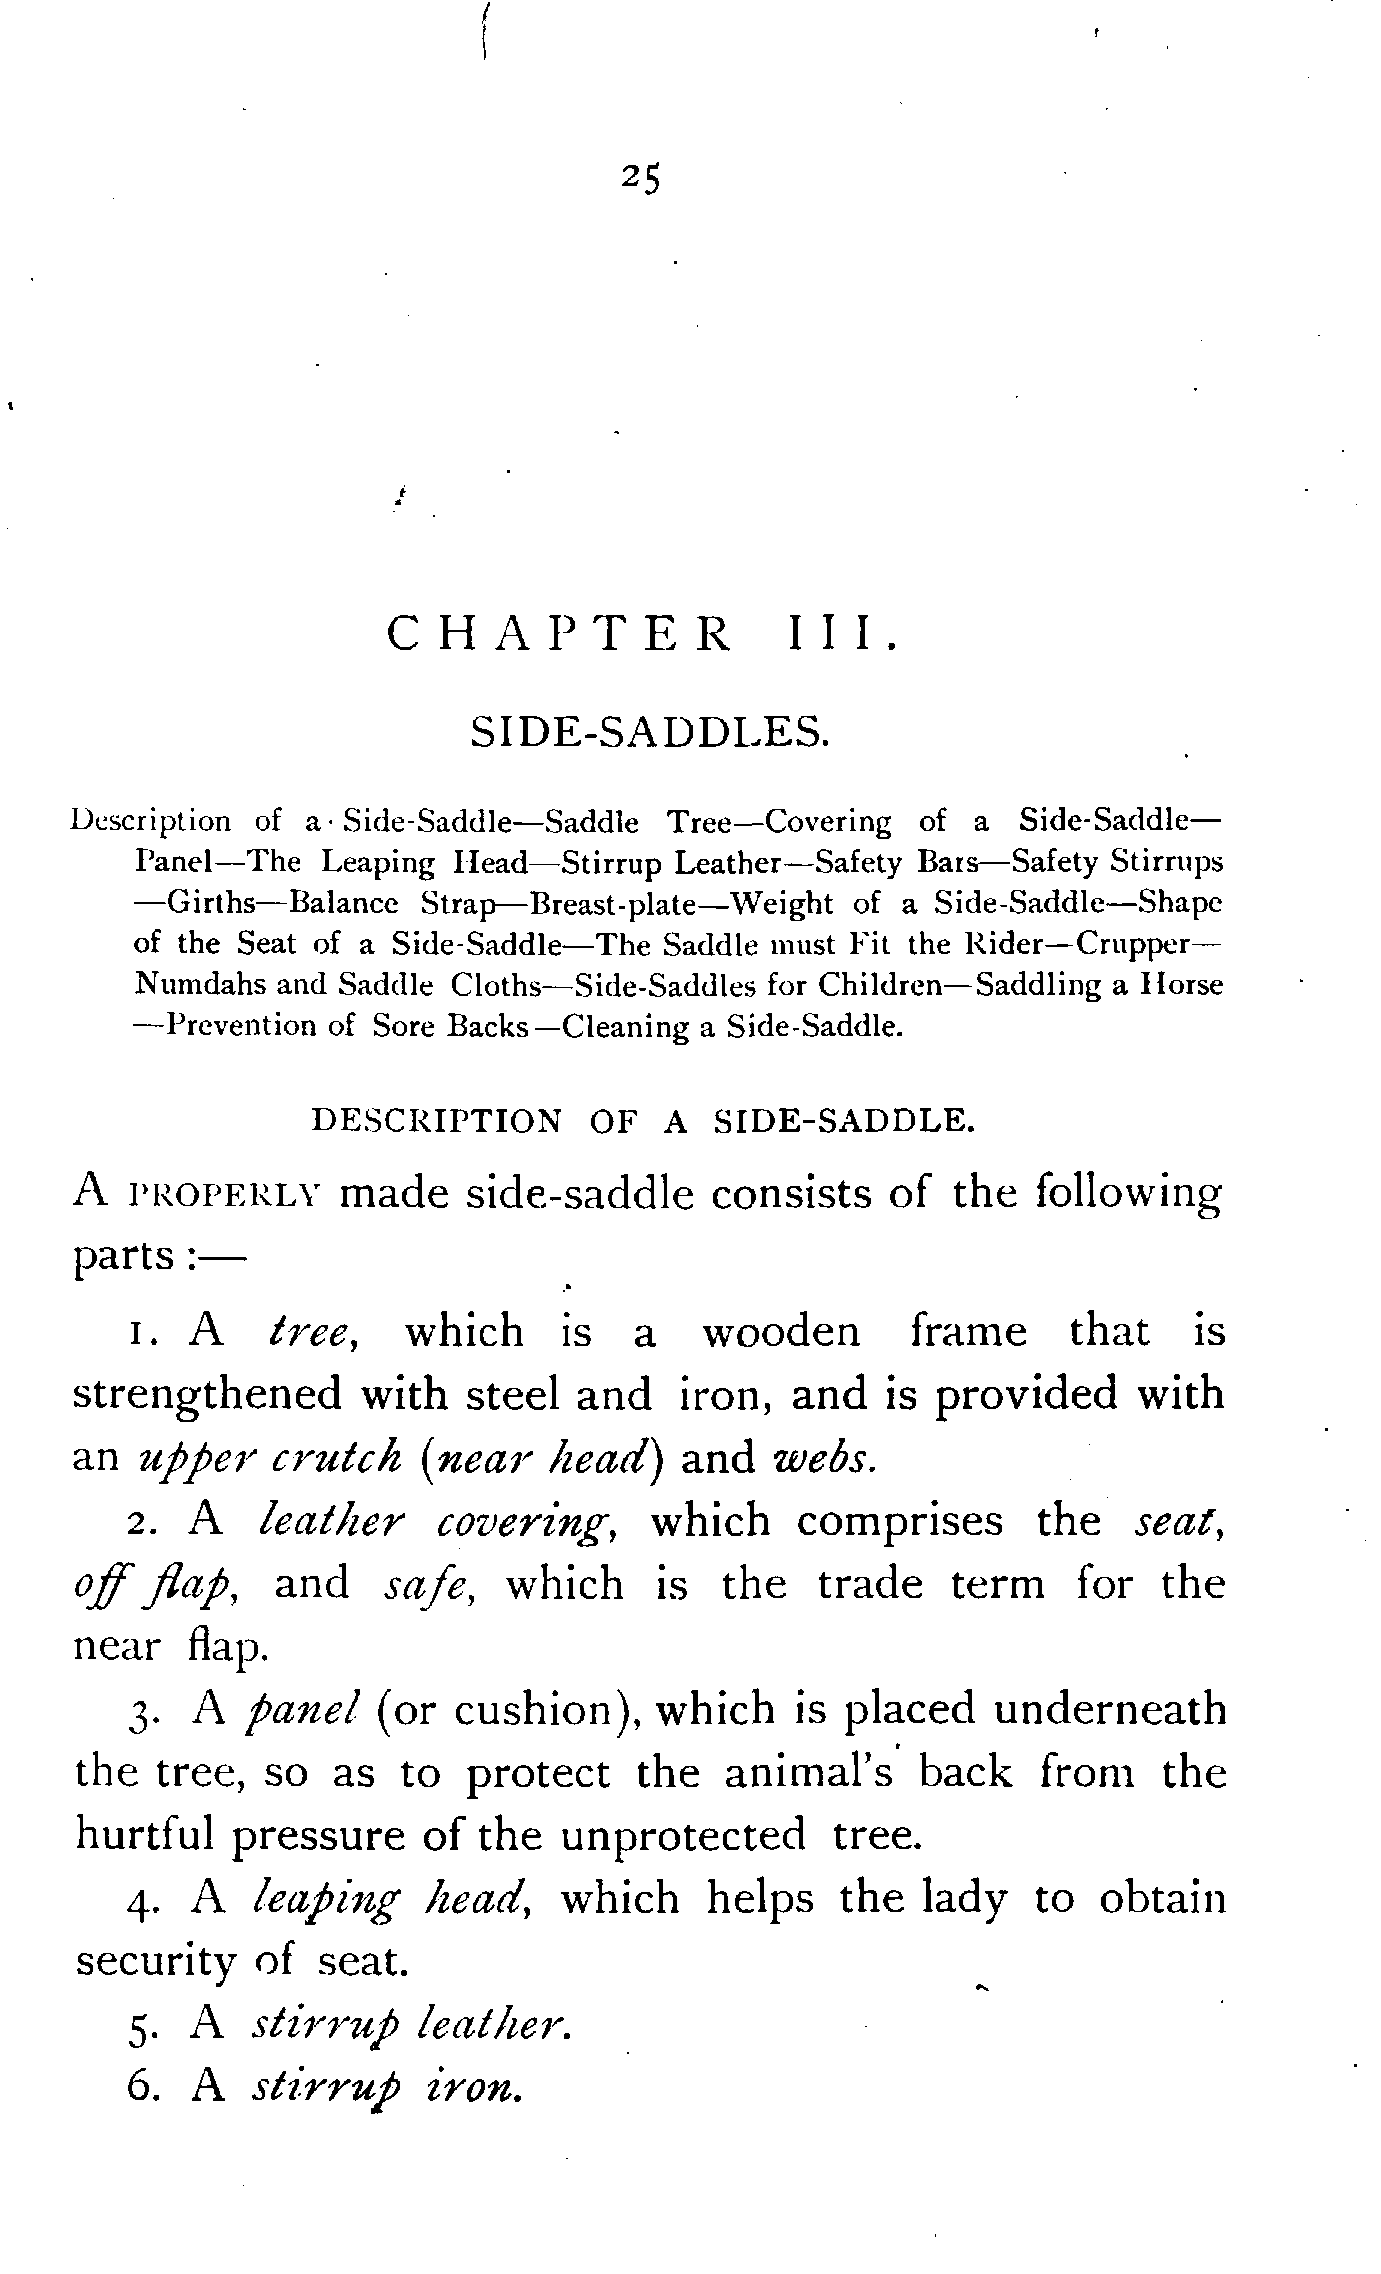 25
CHAPTER III.
SIDE-SADDLES.
Description of a Side-Saddle—Saddle Tree—Covering of a Side-Saddle—
Panel—The Leaping Head—Stirrup Leather—Safety Bars—Safety Stirrups
—Girths—Balance Strap—Breast-plate—Weight of a Side-Saddle—Shape
of the Seat of a Side-Saddle—The Saddle must Fit the Rider—Crupper—
Numdahs and Saddle Cloths—Side-Saddles for Children—Saddling a Horse
—Prevention of Sore Backs—Cleaning a Side-Saddle.
DESCRIPTION OF A SIDE-SADDLE.
A PROPERLY made side-saddle consists of the following
parts :—
1. A tree, which is a wooden frame that is
strengthened with steel and iron, and is provided with
an upper crutch (near head) and webs.
2. A leather covering, which comprises the seat,
off flap, and safe, which is the trade term for the
near flap.
3. A panel (or cushion), which is placed underneath
the tree, so as to protect the animal's back from the
hurtful pressure of the unprotected tree.
4. A leaping head, which helps the lady to obtain
security of seat.
5. A stirrup leather.
6. A stirrup iron.